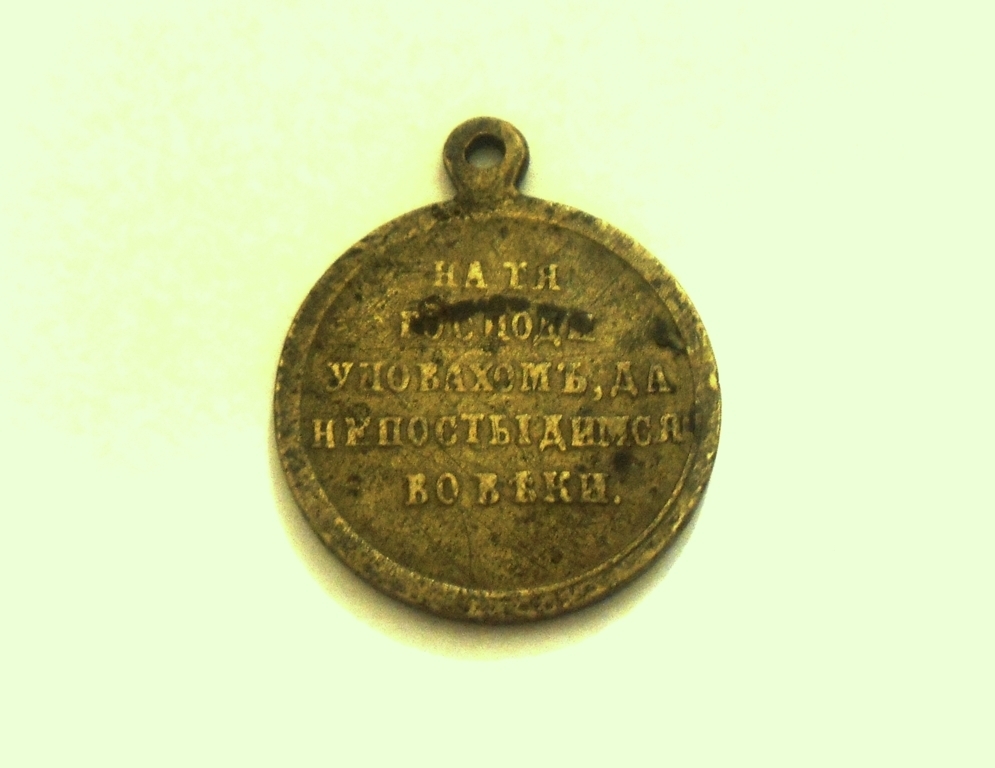 НА ТЯ
ГОСПОДИ
УПОВАХОМЪ, ДА
НЕ ПОСТЫДИМСЯ
ВО ВѢКИ.